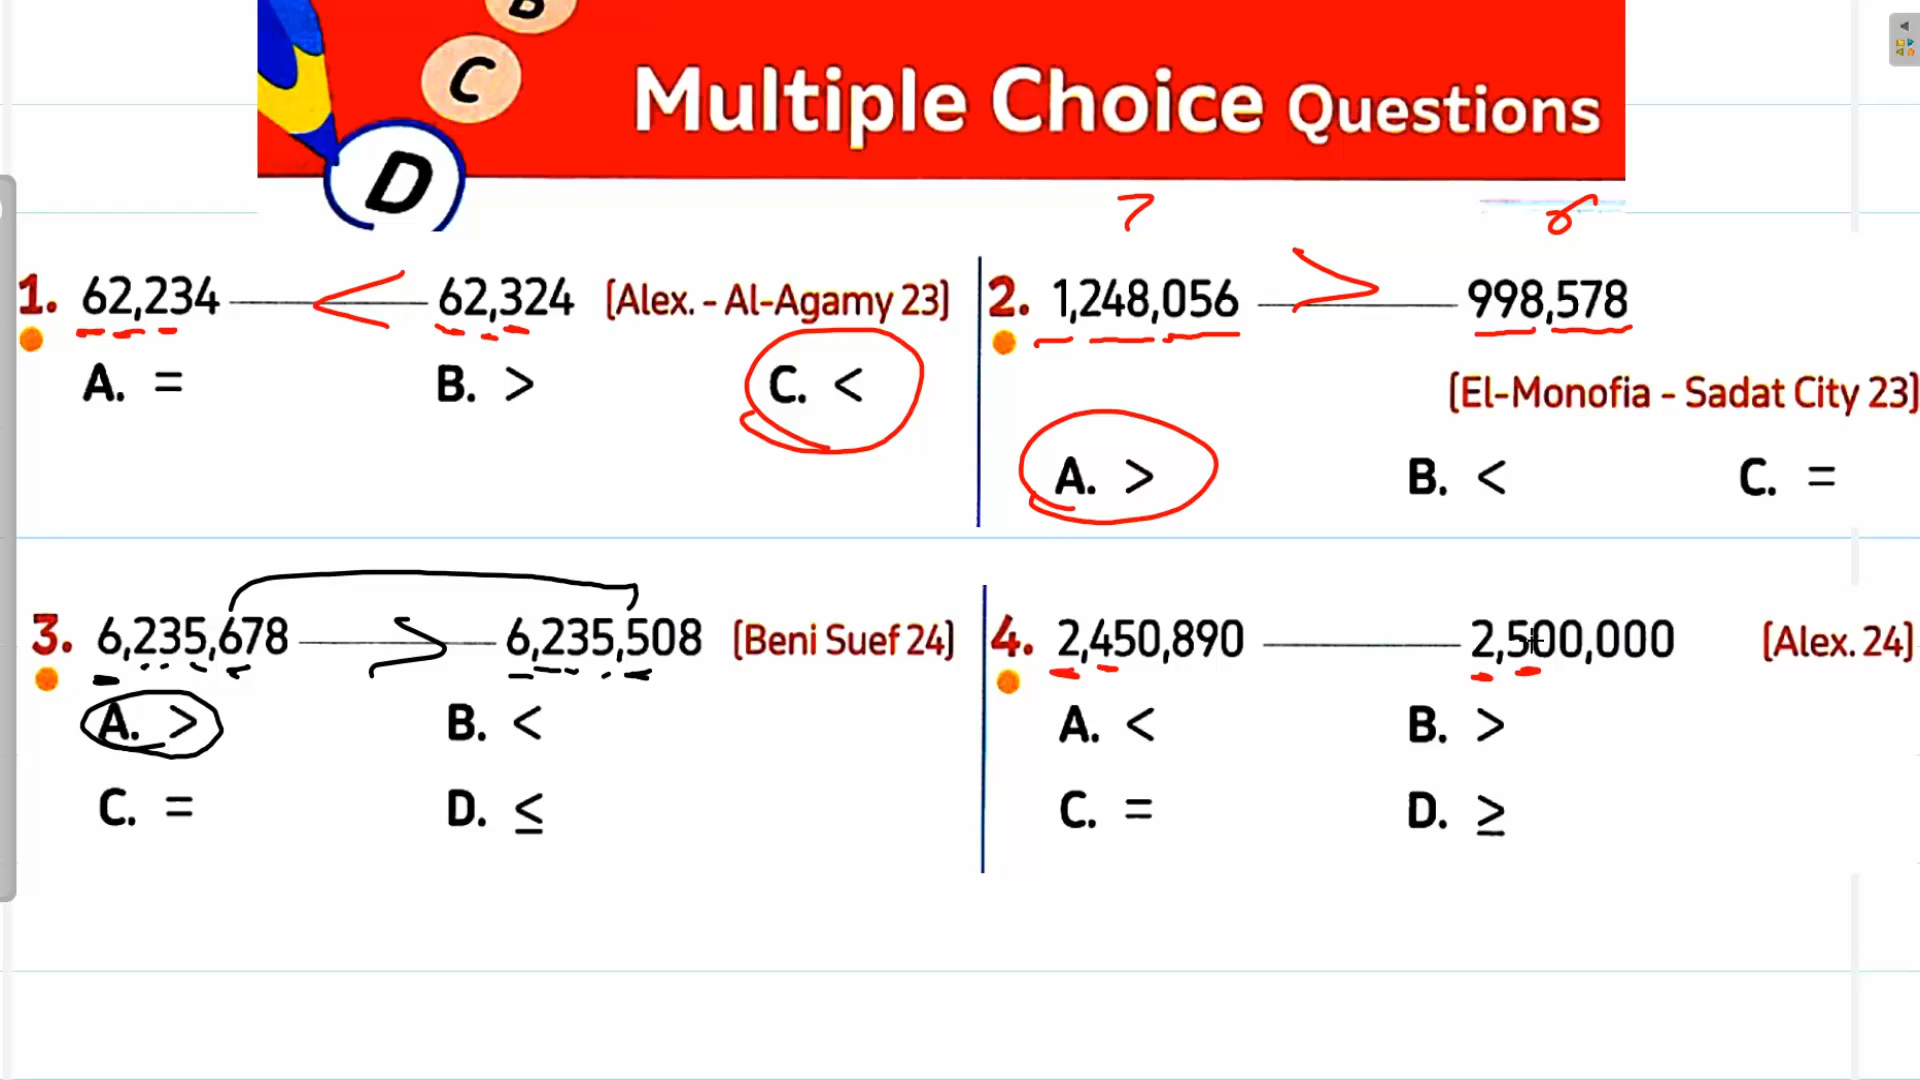 B
C
D
Multiple Choice Questions
7
6
1. 62,234 < 62,324 [Alex. - Al-Agamy 23]
A. =
B. >
C. <
2. 1,248,056 > 998,578
[El-Monofia - Sadat City 23]
A. >
B. <
C. =
3. 6,235,678 > 6,235,508 [Beni Suef 24]
A. >
B. <
C. =
D. ≤
4. 2,450,890 2,500,000 [Alex. 24]
A. <
B. >
C. =
D. ≥